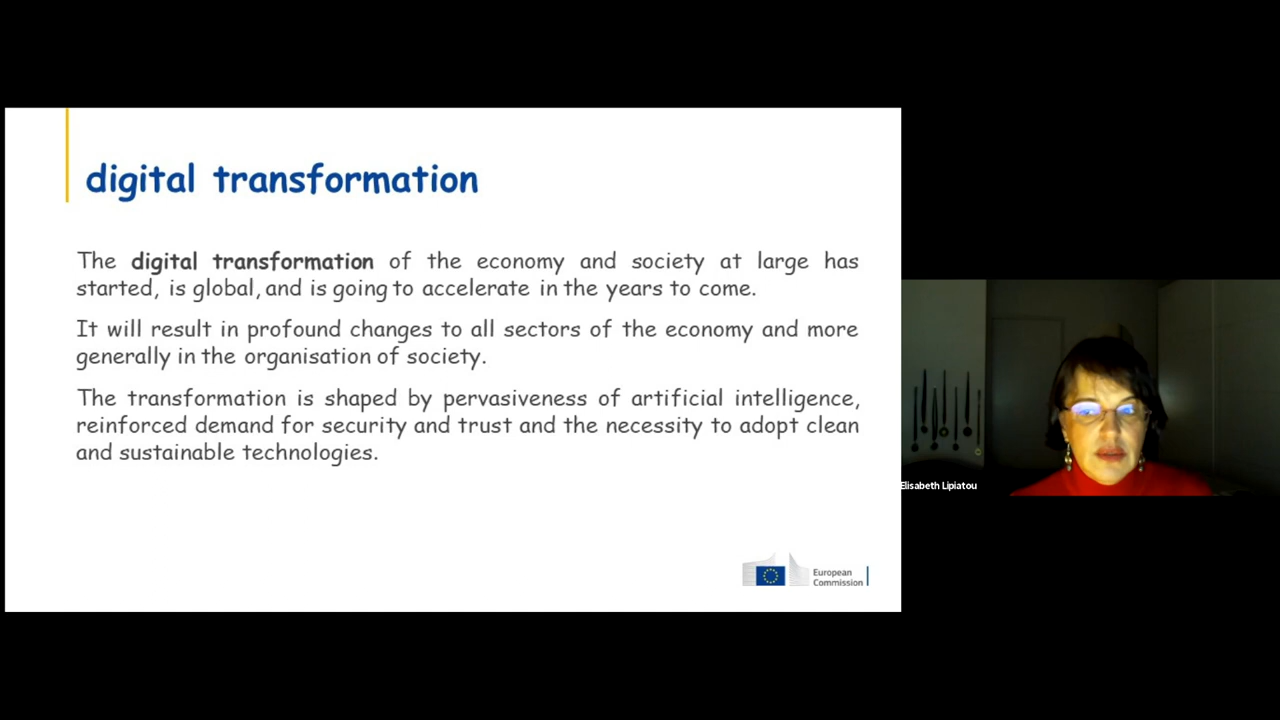 digital transformation
The digital transformation of the economy and society at large has
started, is global, and is going to accelerate in the years to come.
It will result in profound changes to all sectors of the economy and more
generally in the organisation of society.
The transformation is shaped by pervasiveness of artificial intelligence,
reinforced demand for security and trust and the necessity to adopt clean
and sustainable technologies.
European
Commission
Elisabeth Lipiatou